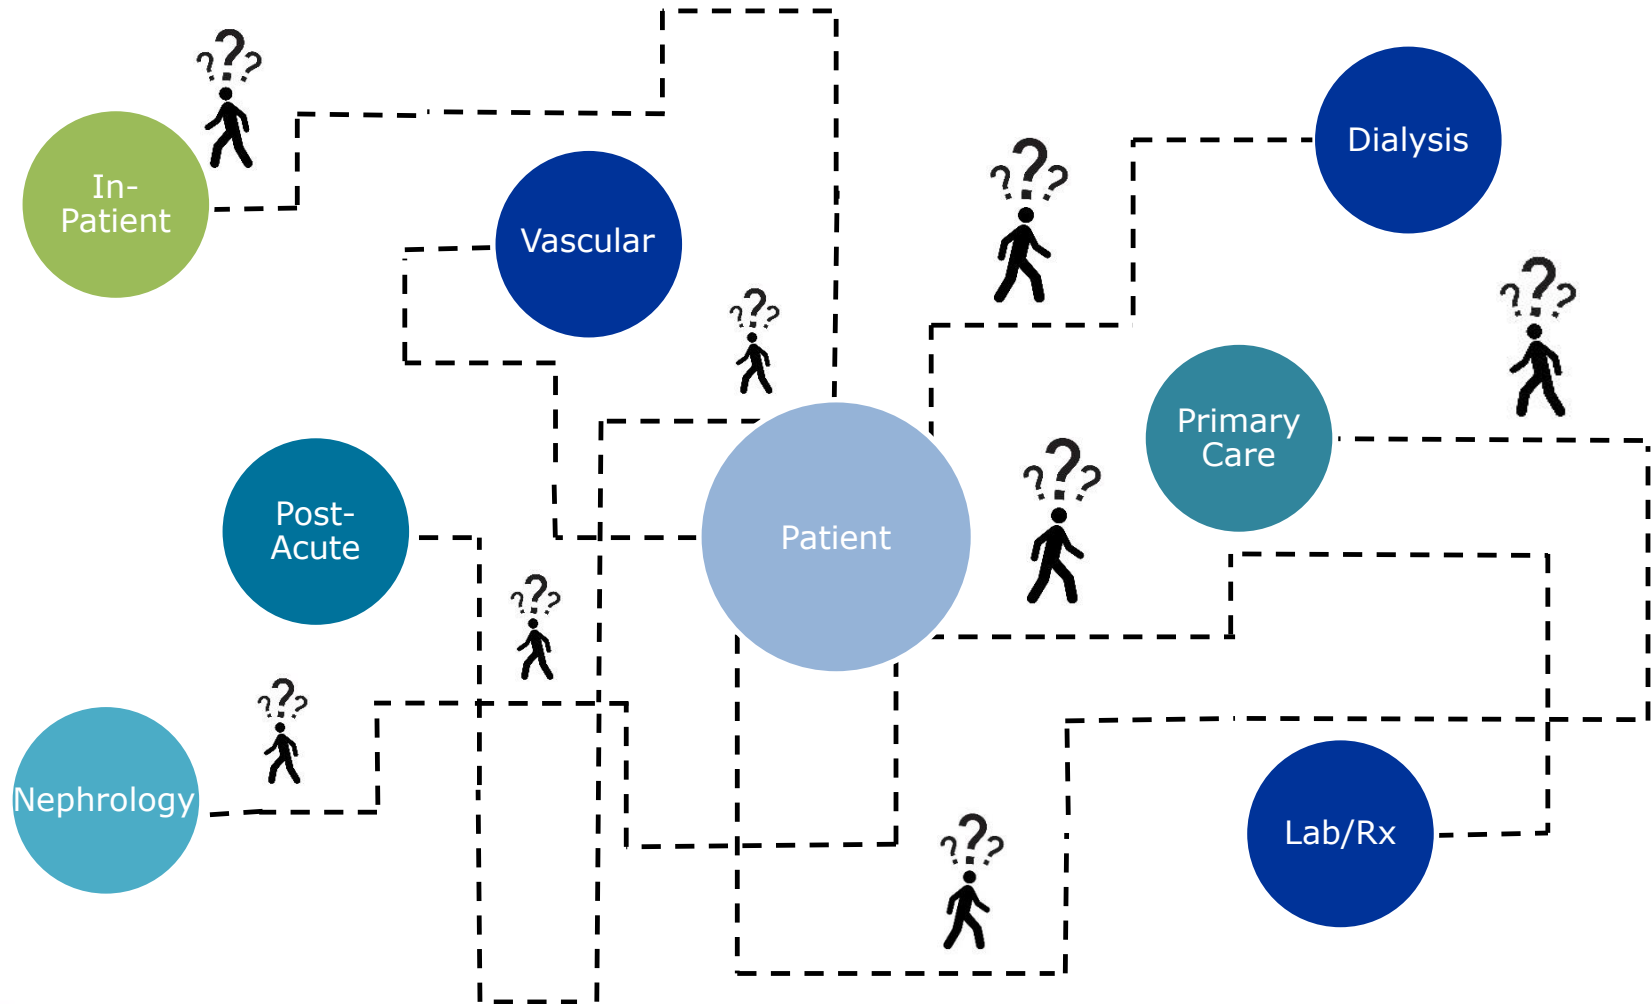 ???
In-
Patient
Vascular
???
Dialysis
???
???
Primary
Care
Post-
Acute
Patient
???
???
???
Nephrology
Lab/Rx
???